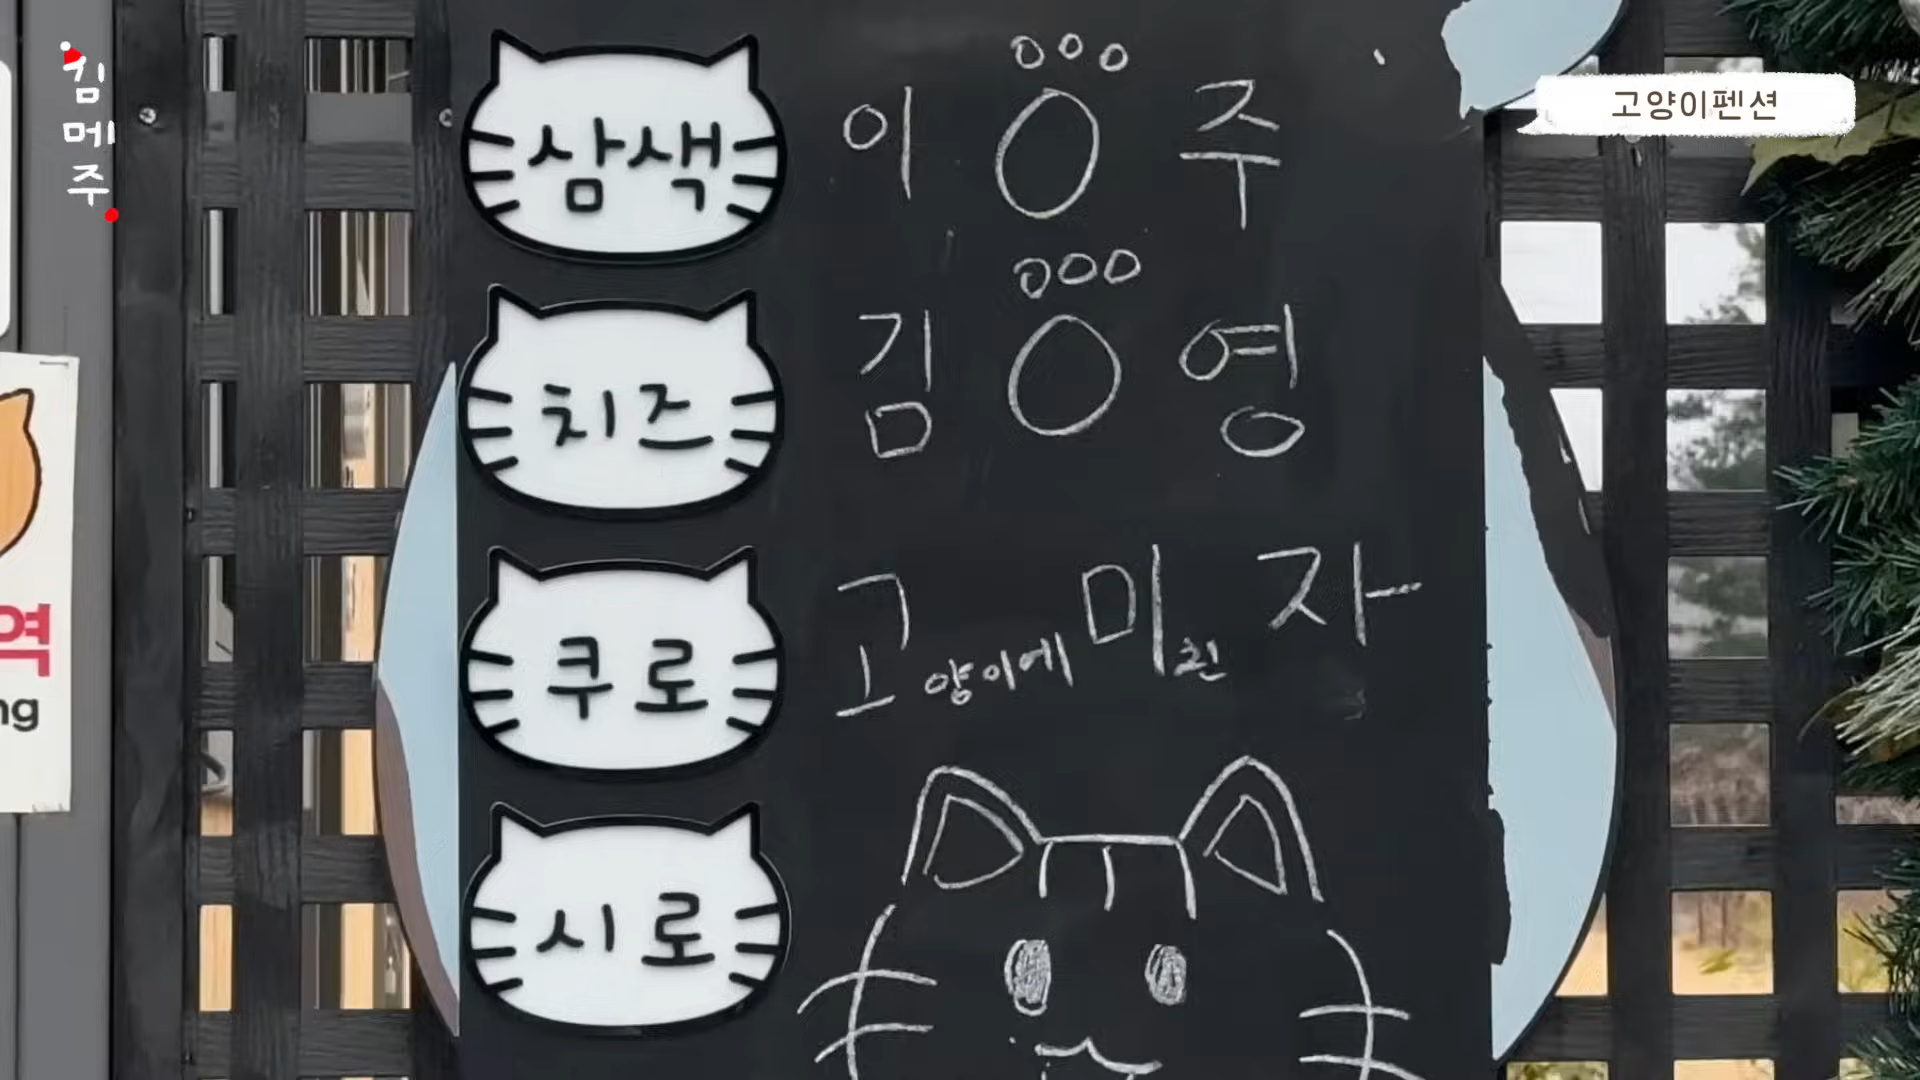 김메주
고양이펜션
삼색 이O주
치즈 김O영
쿠로 고양이에 미친 자
시로
역
ng